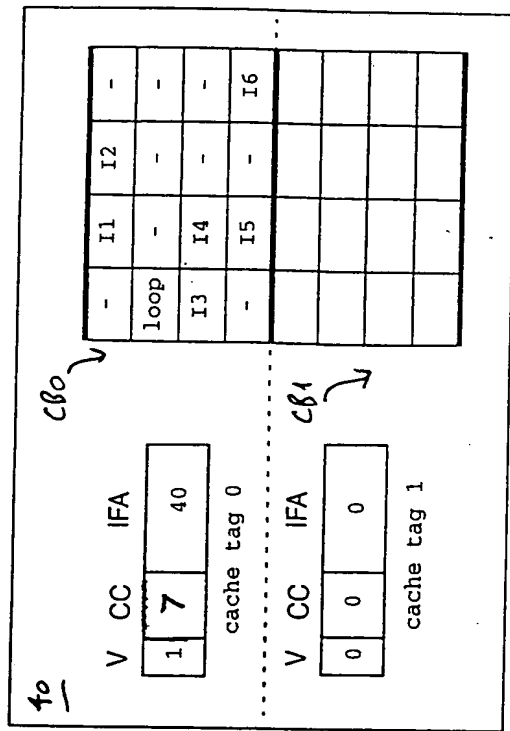 40
CB0
V CC IFA
1 7 40
cache tag 0
- I1 I2 -
loop - - -
I3 I4 - -
- I5 - I6
CB1
V CC IFA
0 0 0
cache tag 1